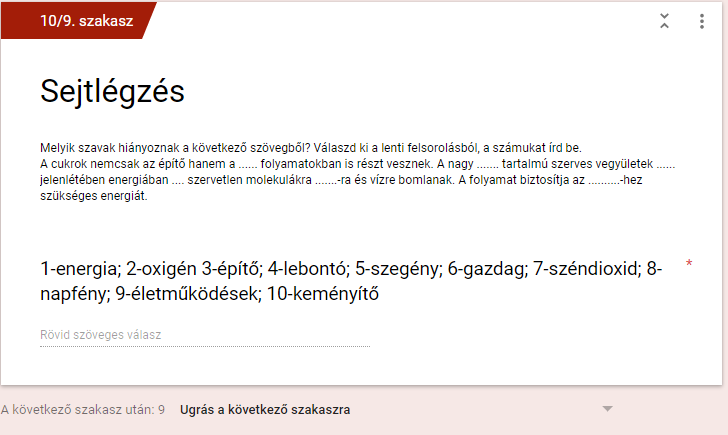 10/9. szakasz
Sejtlégzés
Melyik szavak hiányoznak a következő szövegből? Válaszd ki a lenti felsorolásból, a számukat írd be.
A cukrok nemcsak az építő hanem a ...... folyamatokban is részt vesznek. A nagy ....... tartalmú szerves vegyületek ......
jelenlétében energiában .... szervetlen molekulákra .......-ra és vízre bomlanak. A folyamat biztosítja az ..........-hez
szükséges energiát.
1-energia; 2-oxigén 3-építő; 4-lebontó; 5-szegény; 6-gazdag; 7-széndioxid; 8- *
napfény; 9-életműködések; 10-keményítő
Rövid szöveges válasz
A következő szakasz után: 9 Ugrás a következő szakaszra